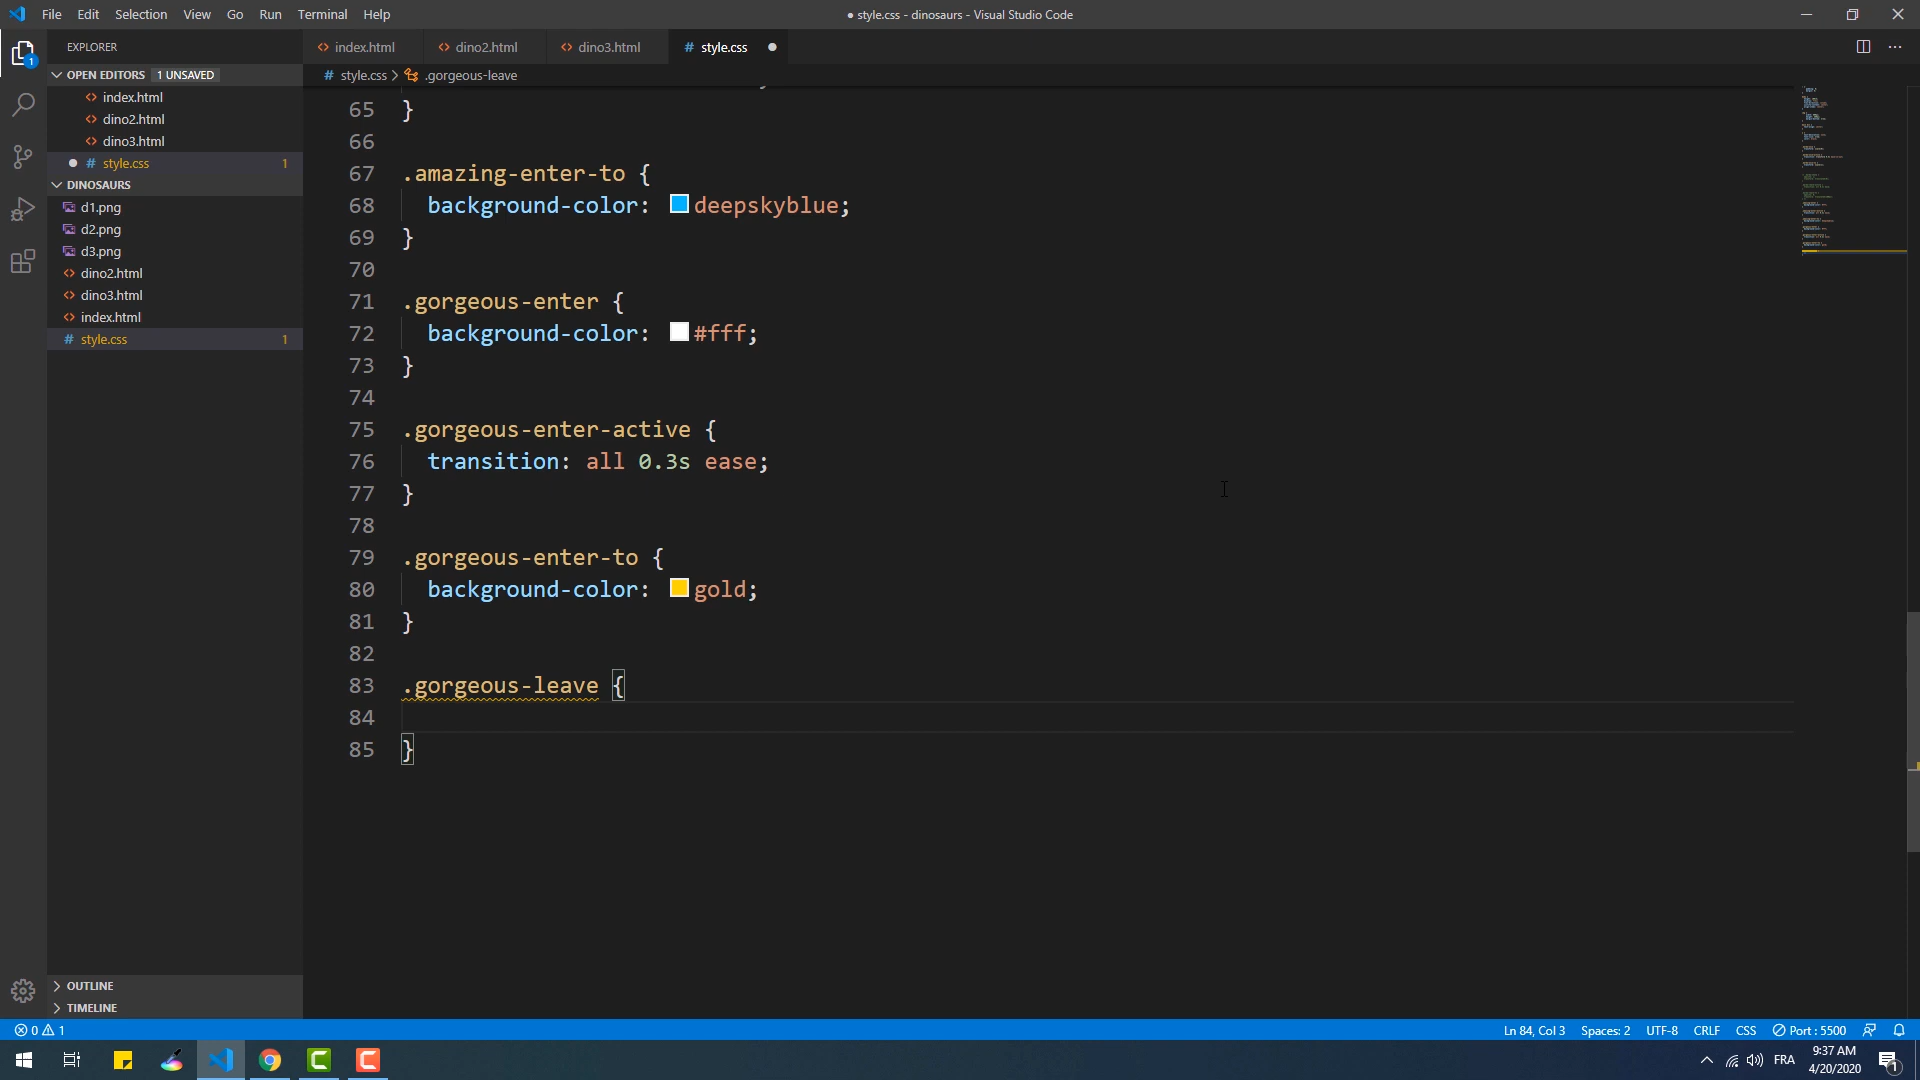 File Edit Selection View Go Run Terminal Help
● style.css - dinosaurs - Visual Studio Code
EXPLORER
index.html
dino2.html
dino3.html
# style.css
OPEN EDITORS 1 UNSAVED
# style.css > .gorgeous-leave
index.html
dino2.html
dino3.html
# style.css 1
DINOSAURS
d1.png
d2.png
d3.png
dino2.html
dino3.html
index.html
# style.css 1
65 }
66
67 .amazing-enter-to {
68 background-color: deepskyblue;
69 }
70
71 .gorgeous-enter {
72 background-color: #fff;
73 }
74
75 .gorgeous-enter-active {
76 transition: all 0.3s ease;
77 }
78
79 .gorgeous-enter-to {
80 background-color: gold;
81 }
82
83 .gorgeous-leave {
84
85 }
OUTLINE
TIMELINE
0 1
Ln 84, Col 3 Spaces: 2 UTF-8 CRLF CSS Port : 5500
FRA
9:37 AM
4/20/2020
1